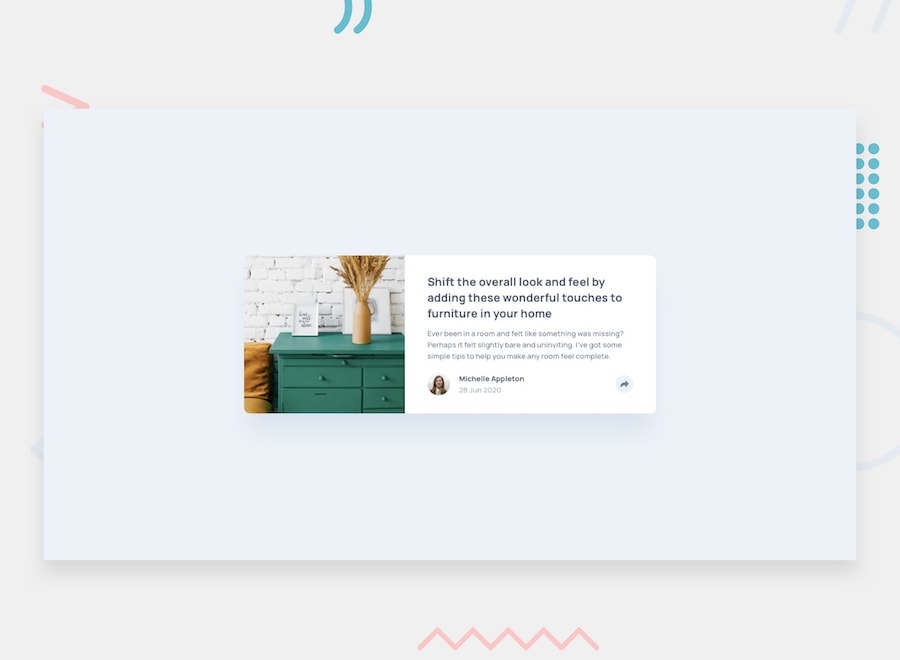 Shift the overall look and feel by
adding these wonderful touches to
furniture in your home
Ever been in a room and felt like something was missing?
Perhaps it felt slightly bare and uninviting. I've got some
simple tips to help you make any room feel complete.
Michelle Appleton
28 Jun 2020